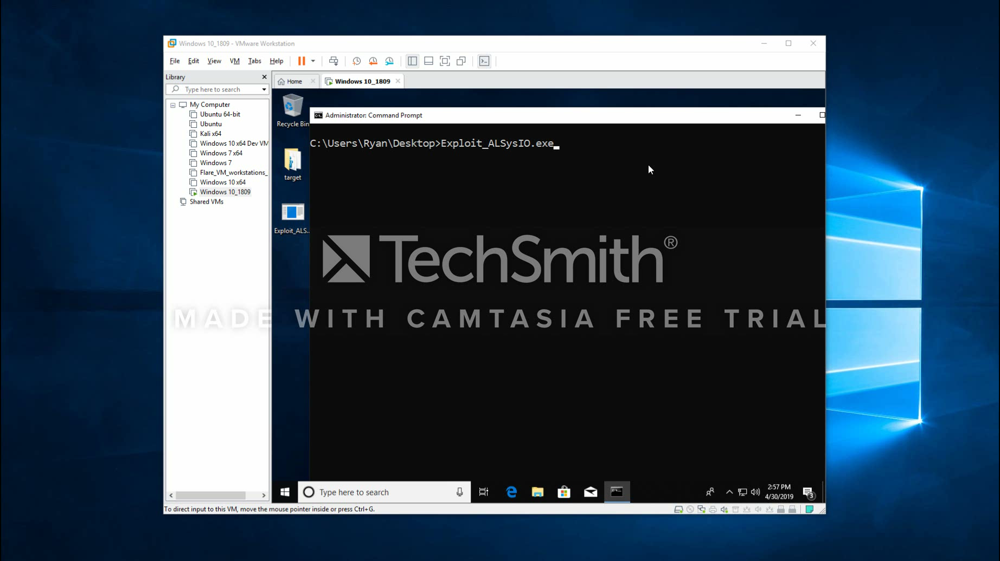 Windows 10_1809 - VMware Workstation
File Edit View VM Tabs Help
Library
Type here to search
My Computer
Ubuntu 64-bit
Ubuntu
Kali x64
Windows 10 x64 Dev VM
Windows 7 x64
Windows 7
Flare_VM_workstations_
Windows 10 x64
Windows 10_1809
Shared VMs
Home
Windows 10_1809
Recycle Bin
target
Exploit_ALS...
Administrator: Command Prompt
C:\Users\Ryan\Desktop>Exploit_ALSysIO.exe_
TechSmith®
MADE WITH CAMTASIA FREE TRIAL
Type here to search
2:57 PM
4/30/2019
3
To direct input to this VM, move the mouse pointer inside or press Ctrl+G.